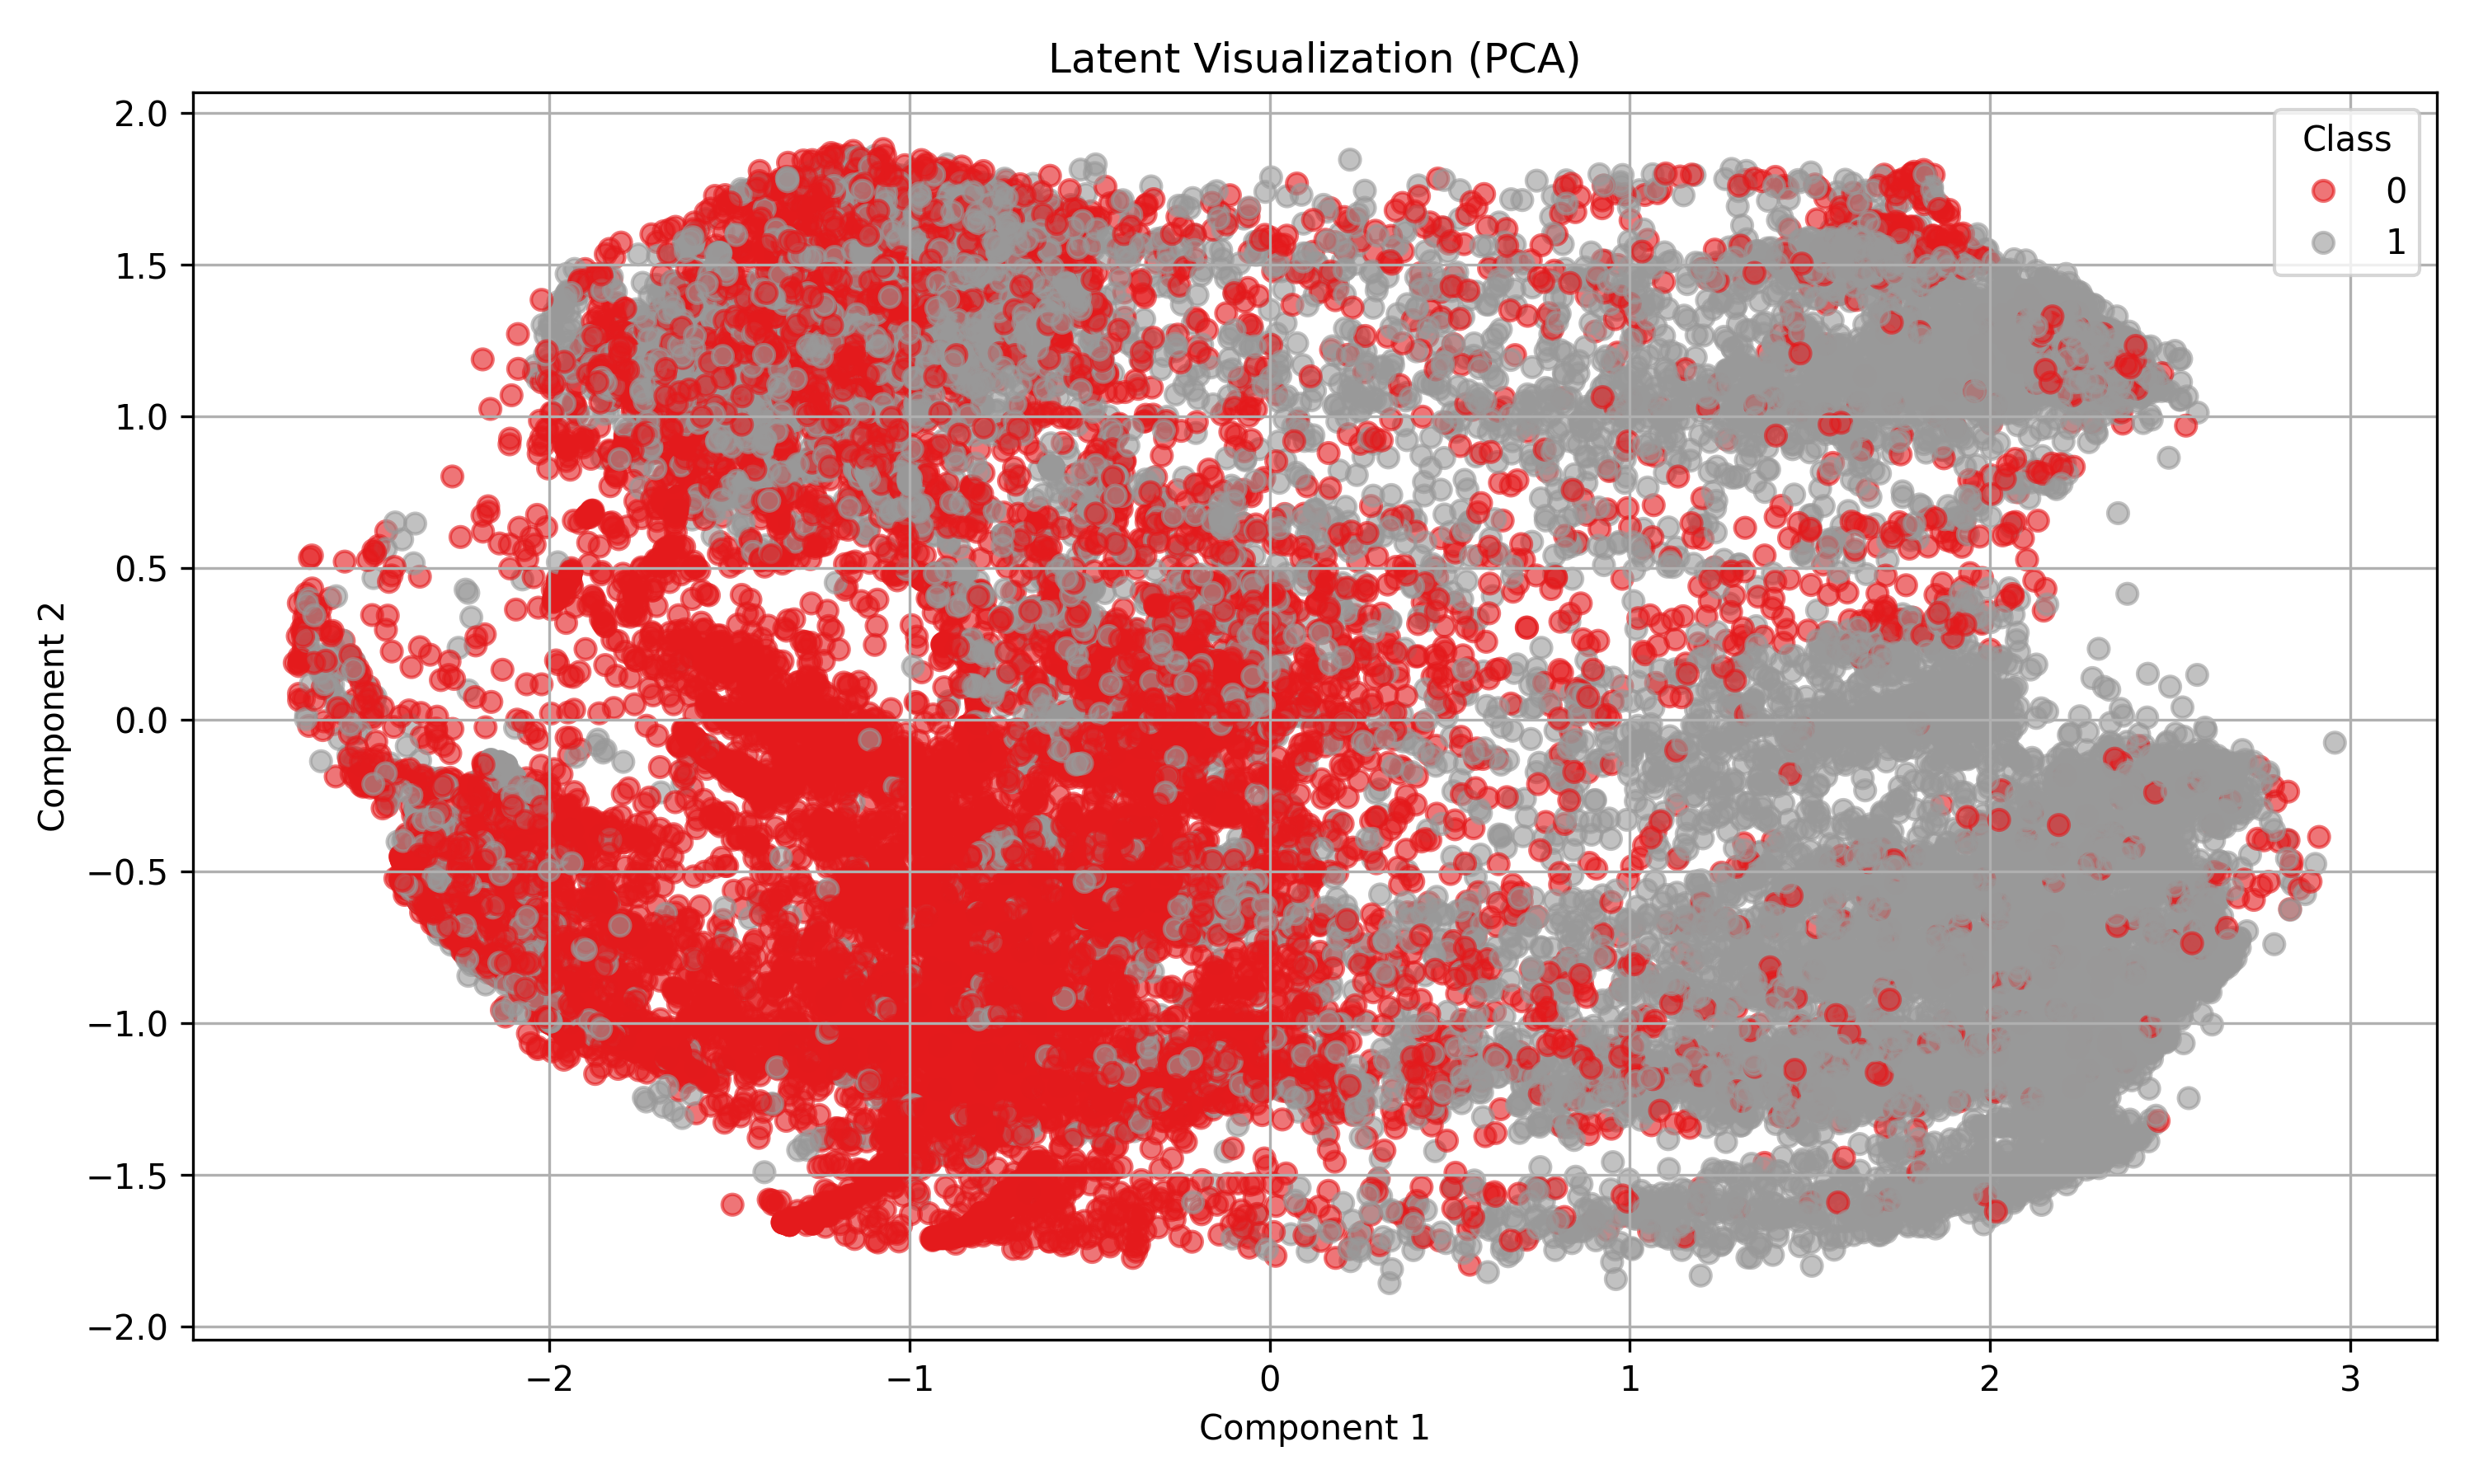 Latent Visualization (PCA)
Class
0
1
2.0
1.5
1.0
0.5
0.0
−0.5
−1.0
−1.5
−2.0
Component 2
−2 −1 0 1 2 3
Component 1